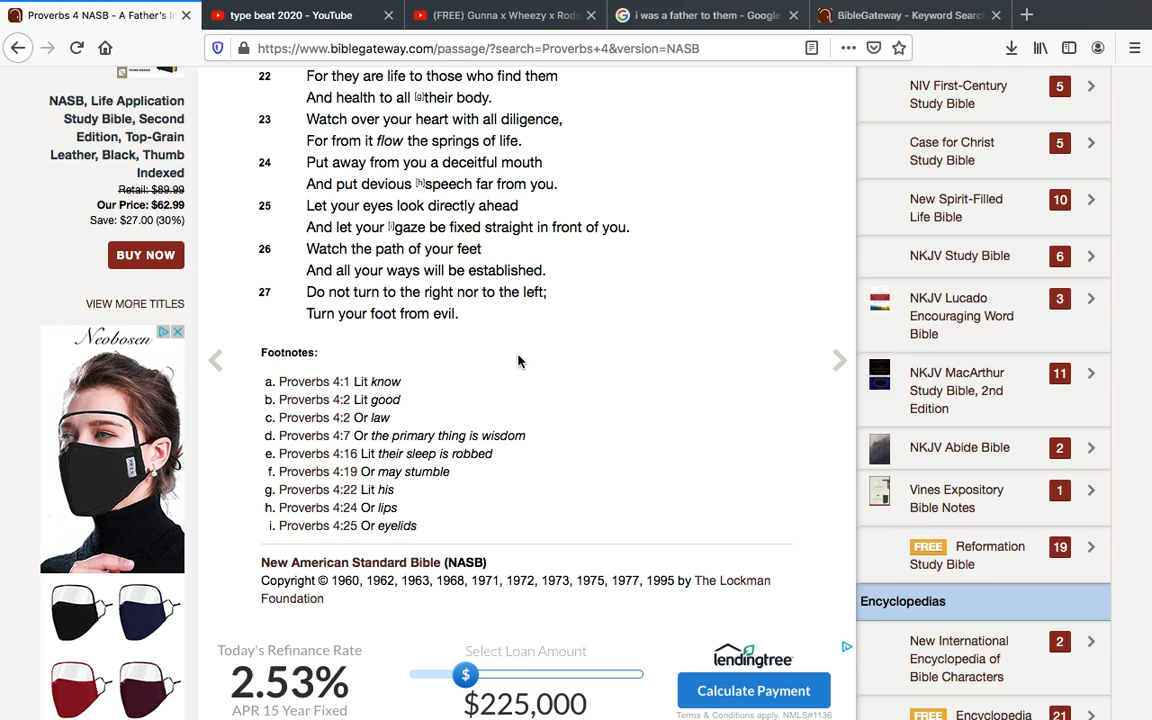 Proverbs 4 NASB - A Father's I
type beat 2020 - YouTube
(FREE) Gunna x Wheezy x Rodd
i was a father to them - Google
BibleGateway - Keyword Searc
https://www.biblegateway.com/passage/?search=Proverbs+4&version=NASB
NASB, Life Application
Study Bible, Second
Edition, Top-Grain
Leather, Black, Thumb
Indexed
Retail: $89.99
Our Price: $62.99
Save: $27.00 (30%)
BUY NOW
VIEW MORE TITLES
Neobosen
22 For they are life to those who find them
And health to all [g]their body.
23 Watch over your heart with all diligence,
For from it flow the springs of life.
24 Put away from you a deceitful mouth
And put devious [h]speech far from you.
25 Let your eyes look directly ahead
And let your [i]gaze be fixed straight in front of you.
26 Watch the path of your feet
And all your ways will be established.
27 Do not turn to the right nor to the left;
Turn your foot from evil.
Footnotes:
a. Proverbs 4:1 Lit know
b. Proverbs 4:2 Lit good
c. Proverbs 4:2 Or law
d. Proverbs 4:7 Or the primary thing is wisdom
e. Proverbs 4:16 Lit their sleep is robbed
f. Proverbs 4:19 Or may stumble
g. Proverbs 4:22 Lit his
h. Proverbs 4:24 Or lips
i. Proverbs 4:25 Or eyelids
New American Standard Bible (NASB)
Copyright © 1960, 1962, 1963, 1968, 1971, 1972, 1973, 1975, 1977, 1995 by The Lockman
Foundation
Today's Refinance Rate
2.53%
APR 15 Year Fixed
Select Loan Amount
$
$225,000
lendingtree
Calculate Payment
Terms & Conditions apply. NMLS#1136
NIV First-Century
Study Bible
5
Case for Christ
Study Bible
5
New Spirit-Filled
Life Bible
10
NKJV Study Bible
6
NKJV Lucado
Encouraging Word
Bible
3
NKJV MacArthur
Study Bible, 2nd
Edition
11
NKJV Abide Bible
2
Vines Expository
Bible Notes
1
FREE Reformation
Study Bible
19
Encyclopedias
New International
Encyclopedia of
Bible Characters
2
FREE Encyclopedia
21